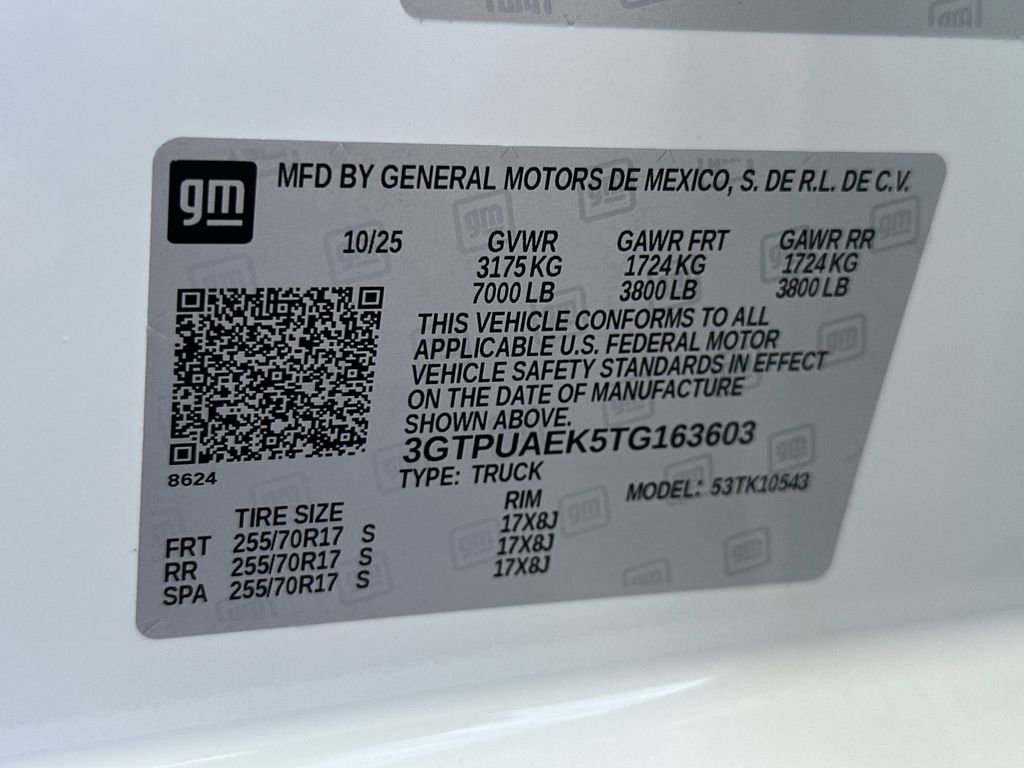 gm
MFD BY GENERAL MOTORS DE MEXICO, S. DE R.L. DE C.V.
10/25 GVWR GAWR FRT GAWR RR
3175 KG 1724 KG 1724 KG
7000 LB 3800 LB 3800 LB
THIS VEHICLE CONFORMS TO ALL
APPLICABLE U.S. FEDERAL MOTOR
VEHICLE SAFETY STANDARDS IN EFFECT
ON THE DATE OF MANUFACTURE
SHOWN ABOVE.
3GTPUAEK5TG163603
8624
TYPE: TRUCK MODEL: 53TK10543
TIRE SIZE RIM
FRT 255/70R17 S 17X8J
RR 255/70R17 S 17X8J
SPA 255/70R17 S 17X8J